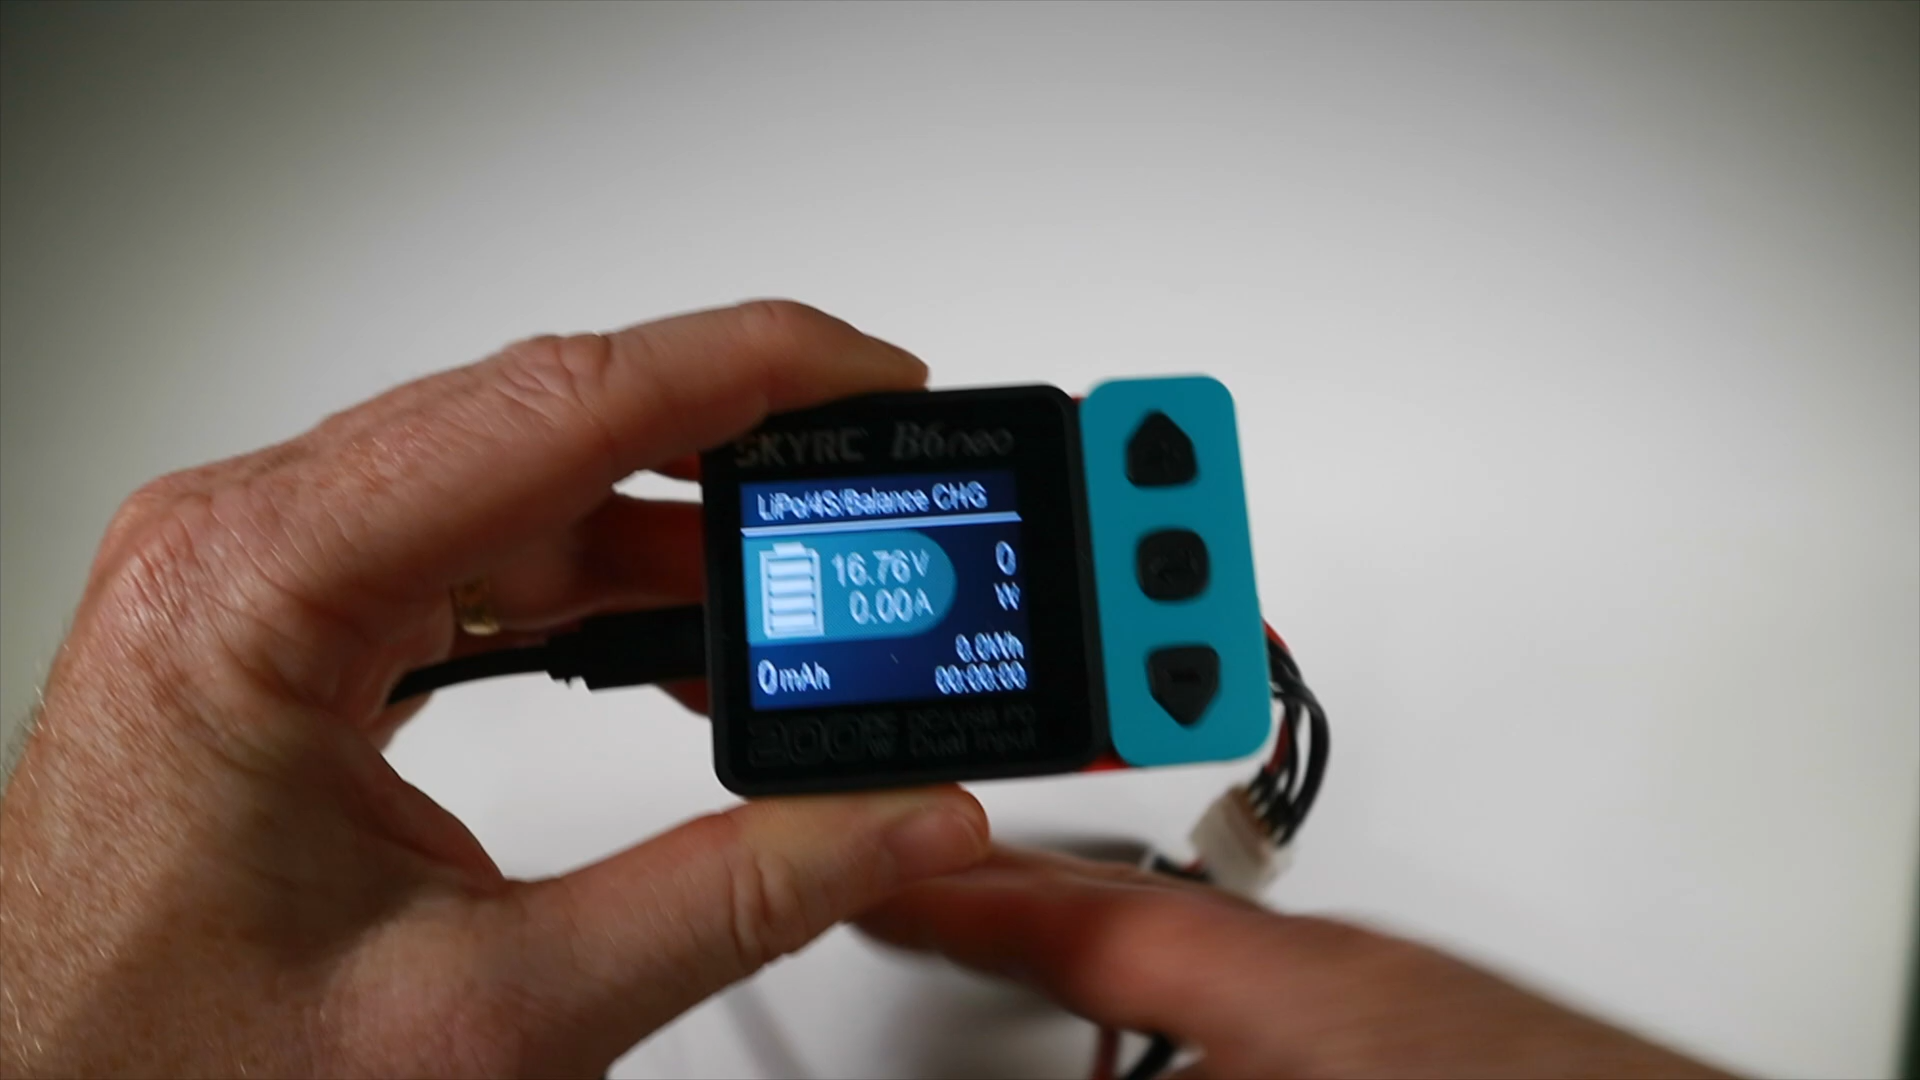 SKYRC B6neo
LiPo/4S/Balance CHG
16.76V
0
0.00A
W
0.0Wh
0mAh
00:00:00
200W DC/USB PD
Dual Input